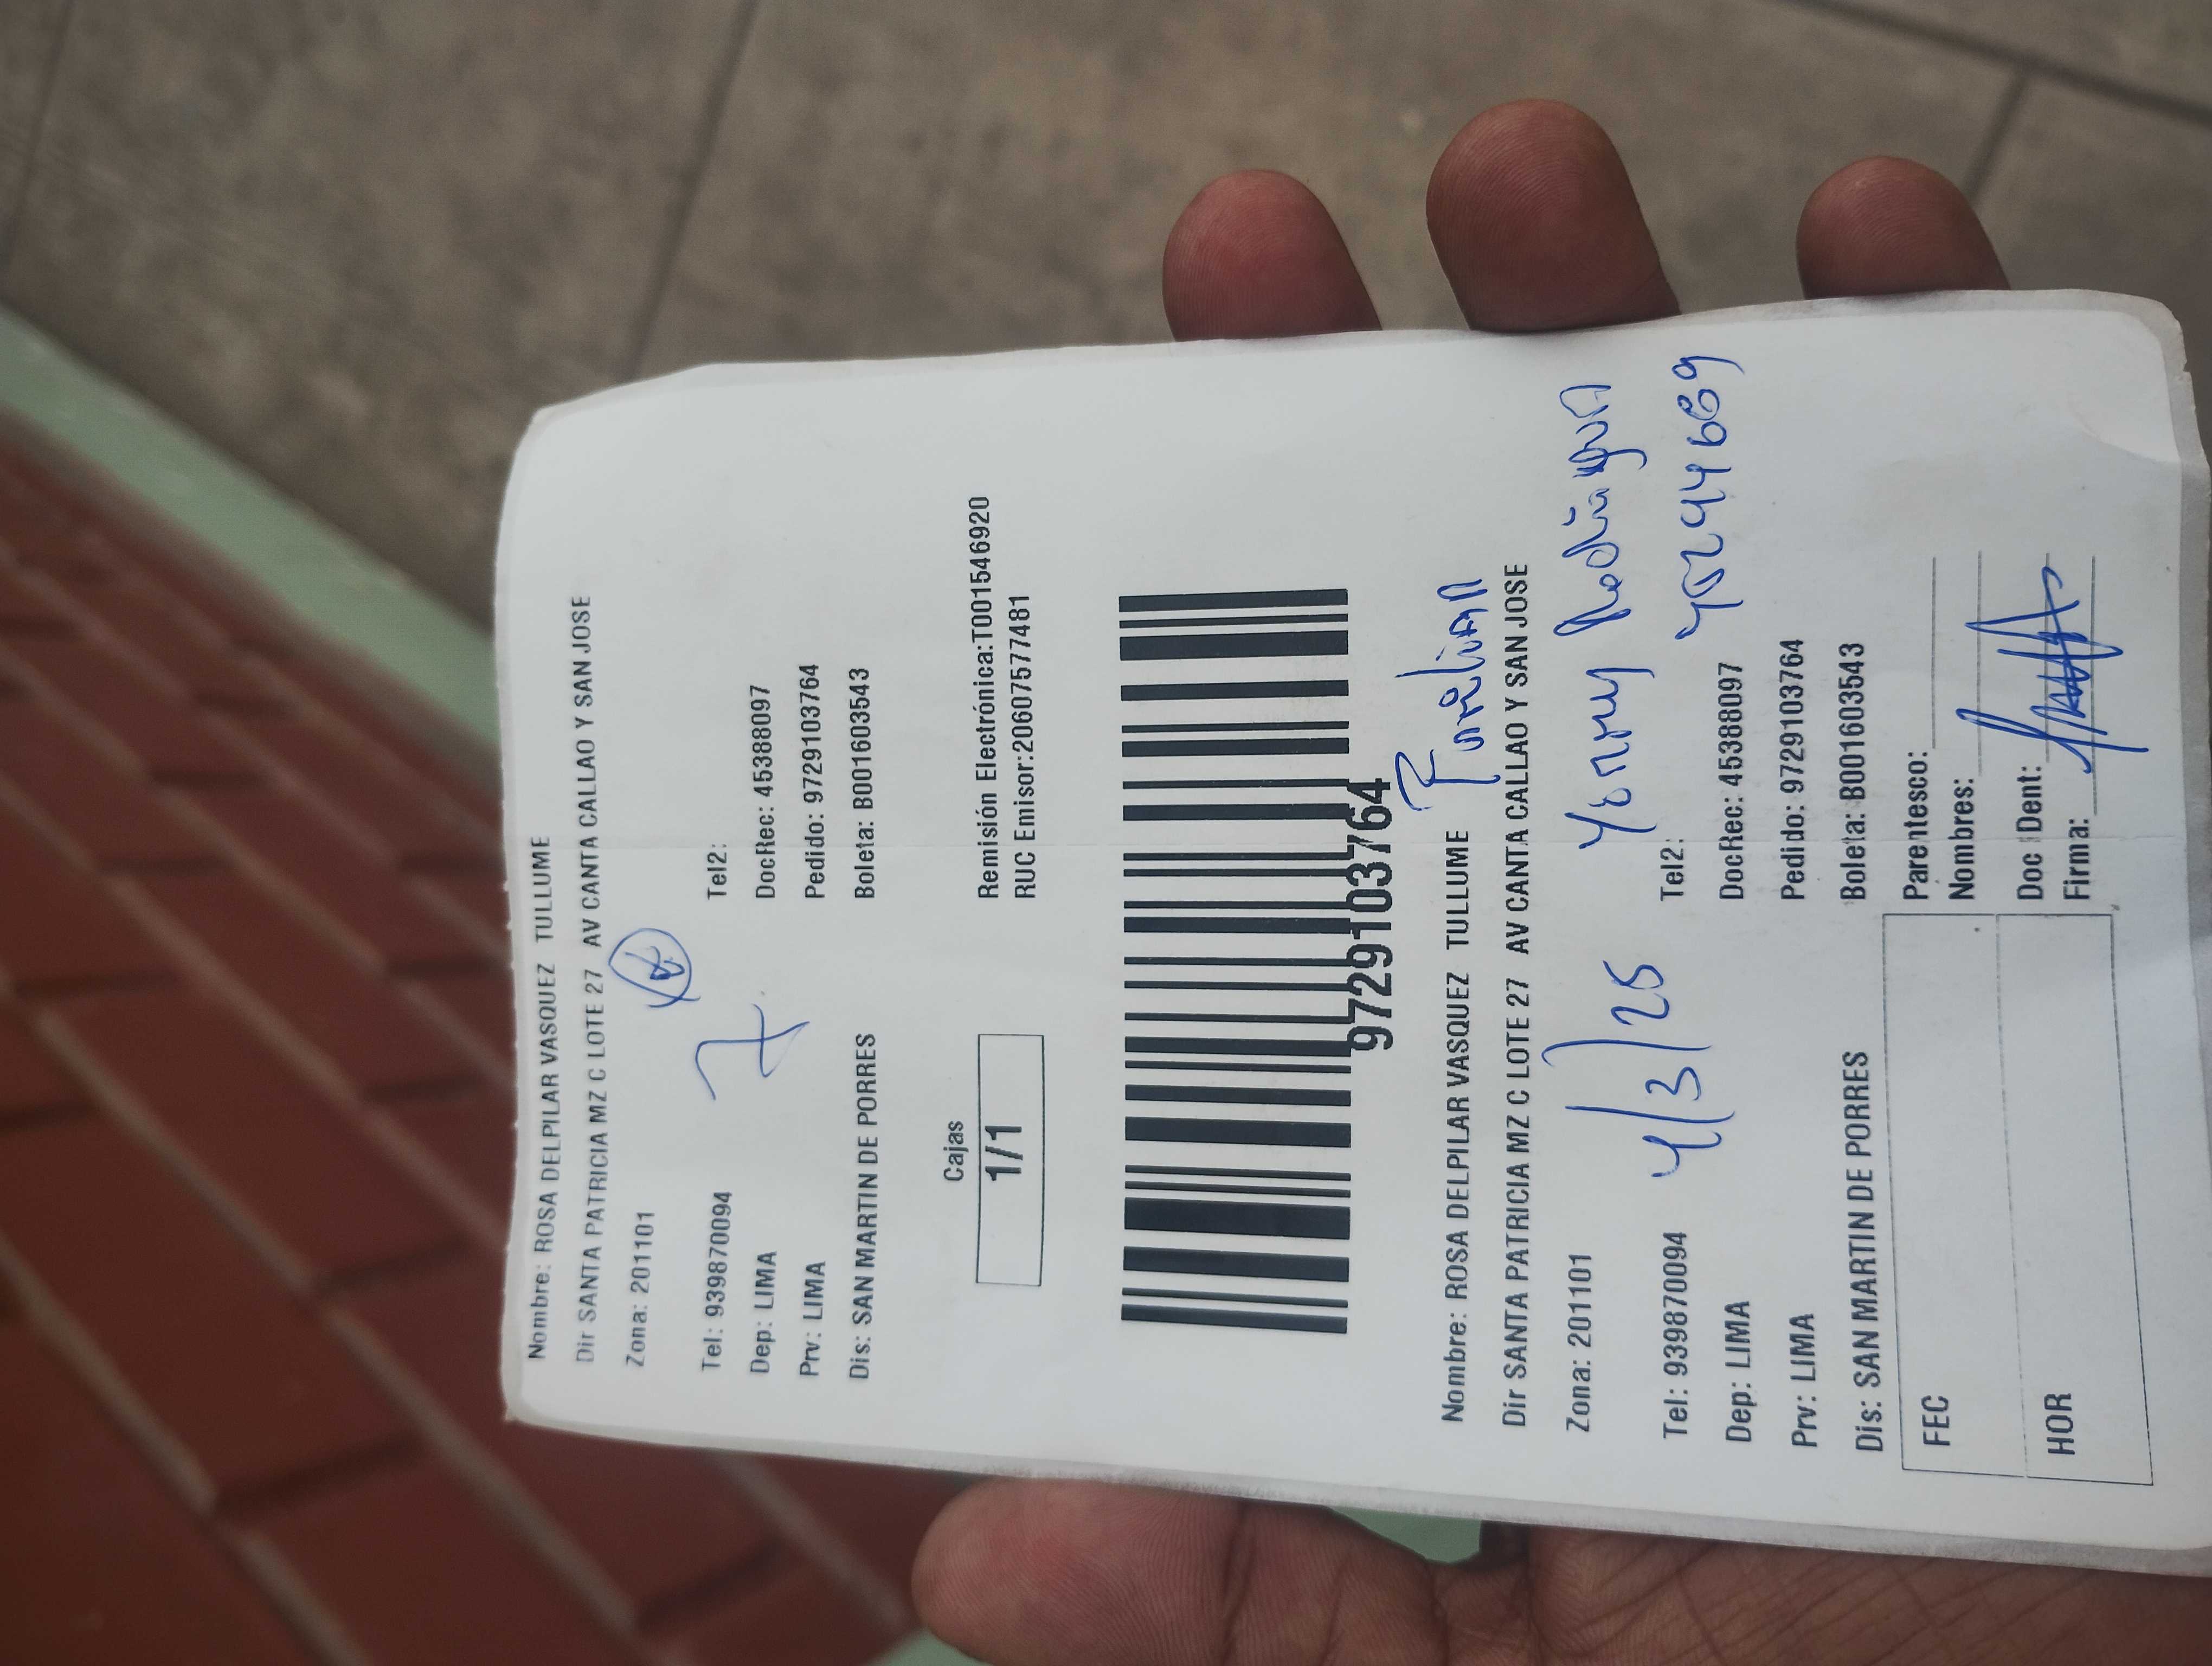 Nombre: ROSA DELPILAR VASQUEZ TULLUME
Dir SANTA PATRICIA MZ C LOTE 27 AV CANTA CALLAO Y SAN JOSE
Zona: 201101
Tel: 939870094 Tel2:
Dep: LIMA DocRec: 45388097
Prv: LIMA Pedido: 9729103764
Dis: SAN MARTIN DE PORRES Boleta: B001603543
Cajas
1/1
Remisión Electrónica:T001546920
RUC Emisor:20607577481
9729103764
Familiar
Nombre: ROSA DELPILAR VASQUEZ TULLUME
Dir SANTA PATRICIA MZ C LOTE 27 AV CANTA CALLAO Y SAN JOSE
Zona: 201101
4/3/25
Tel: 939870094 Tel2:
Dep: LIMA DocRec: 45388097
Prv: LIMA Pedido: 9729103764
Dis: SAN MARTIN DE PORRES Boleta: B001603543
FEC Parentesco:
Nombres:
HOR Doc Dent:
Firma: